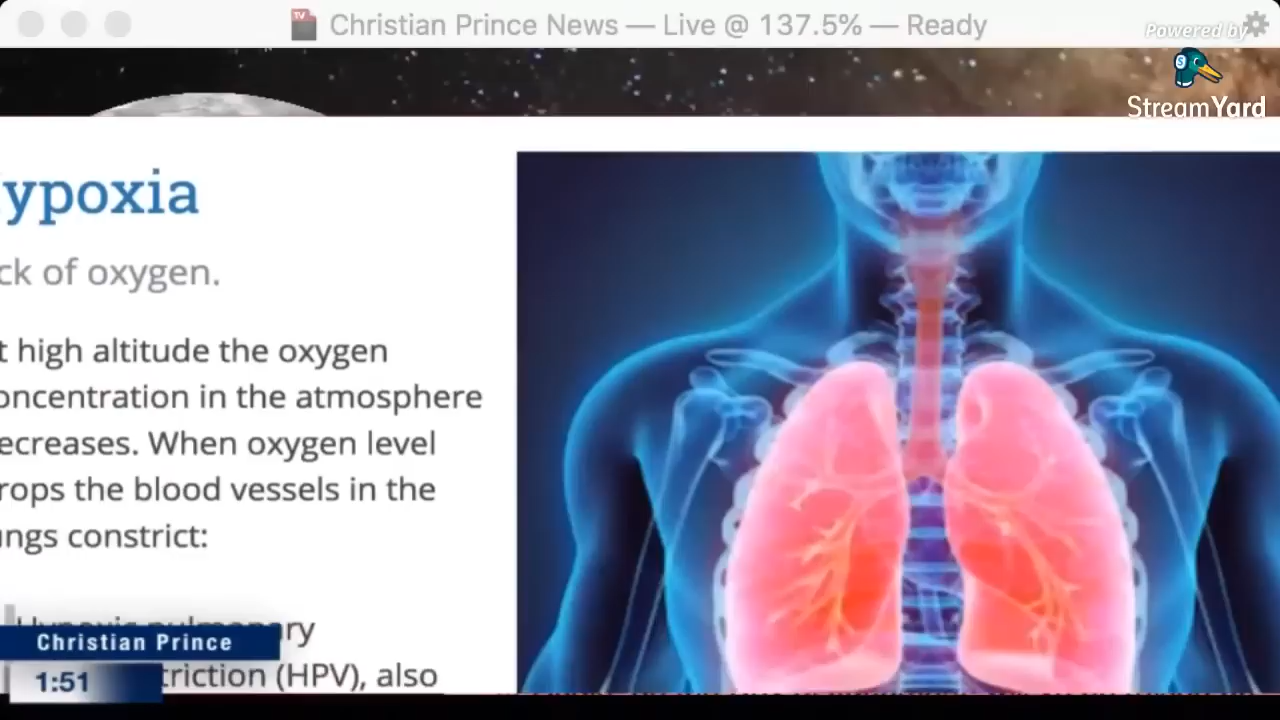 Christian Prince News — Live @ 137.5% — Ready
Powered by
StreamYard
ypoxia
ck of oxygen.
t high altitude the oxygen
oncentration in the atmosphere
ecreases. When oxygen level
rops the blood vessels in the
ngs constrict:
Hypoxic pulmonary
Christian Prince
triction (HPV), also
1:51